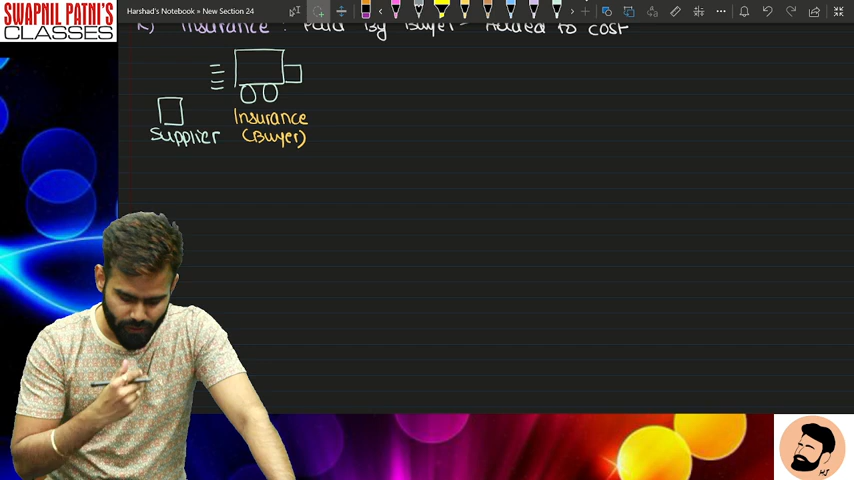 SWAPNIL PATNI'S
CLASSES
Harshad's Notebook » New Section 24
Insurance : Paid By Buyer - Added to cost
Supplier
Insurance
(Buyer)